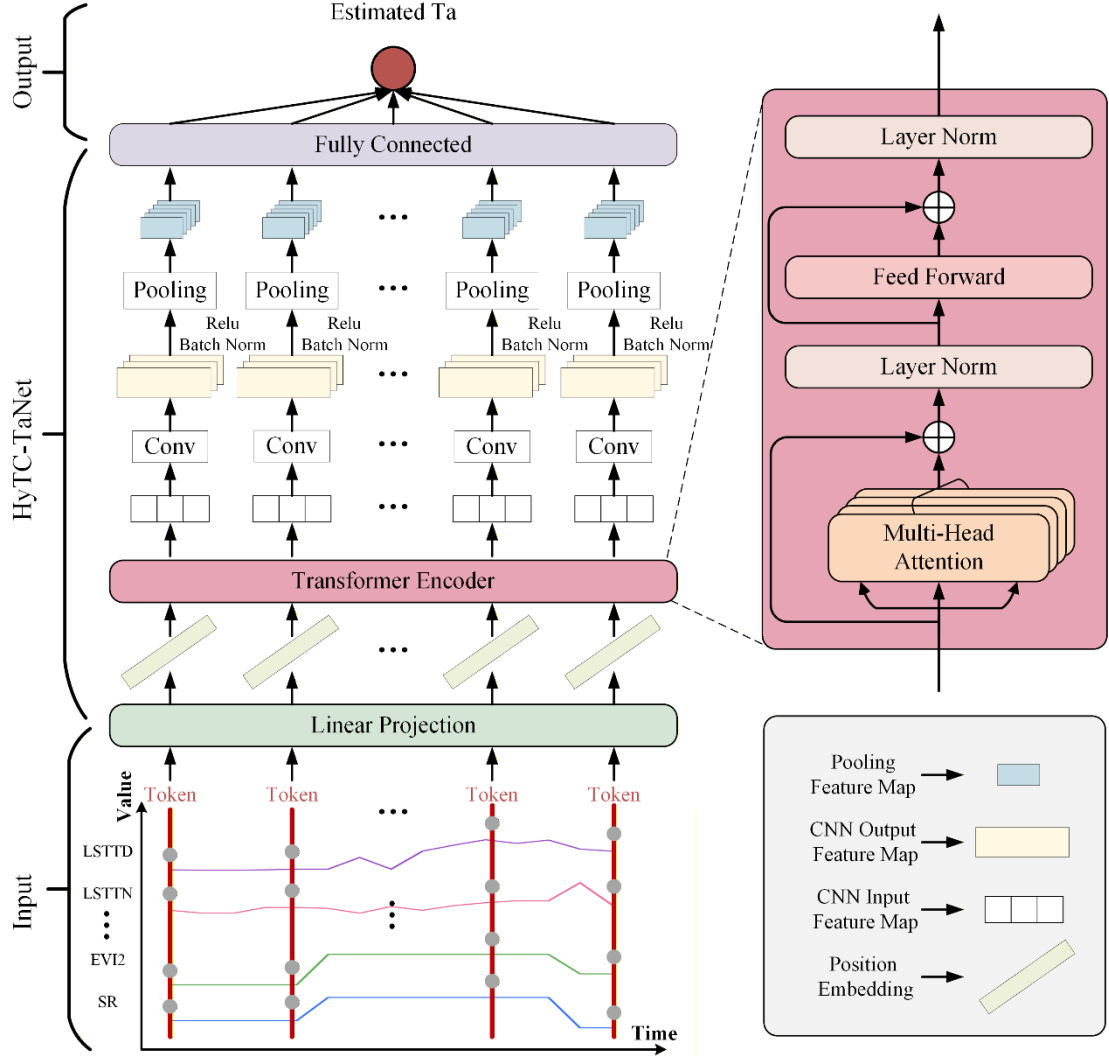 Estimated Ta
Output
Fully Connected
HyTC-TaNet
Pooling Pooling Pooling Pooling
Relu Relu Relu Relu
Batch Norm Batch Norm Batch Norm Batch Norm
Conv Conv Conv Conv
Transformer Encoder
Linear Projection
Input
Value
Token Token Token Token
LSTTD
LSTTN
EVI2
SR
Time
Layer Norm
Feed Forward
Layer Norm
Multi-Head
Attention
Pooling
Feature Map
CNN Output
Feature Map
CNN Input
Feature Map
Position
Embedding